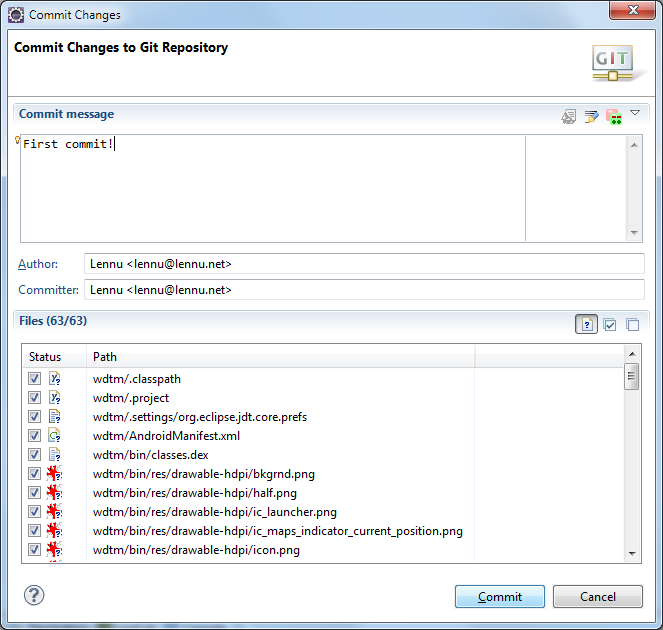 Commit Changes
Commit Changes to Git Repository
GIT
Commit message
First commit!
Author: Lennu <lennu@lennu.net>
Committer: Lennu <lennu@lennu.net>
Files (63/63)
Status Path
wdtm/.classpath
wdtm/.project
wdtm/.settings/org.eclipse.jdt.core.prefs
wdtm/AndroidManifest.xml
wdtm/bin/classes.dex
wdtm/bin/res/drawable-hdpi/bkgrnd.png
wdtm/bin/res/drawable-hdpi/half.png
wdtm/bin/res/drawable-hdpi/ic_launcher.png
wdtm/bin/res/drawable-hdpi/ic_maps_indicator_current_position.png
wdtm/bin/res/drawable-hdpi/icon.png
Commit Cancel